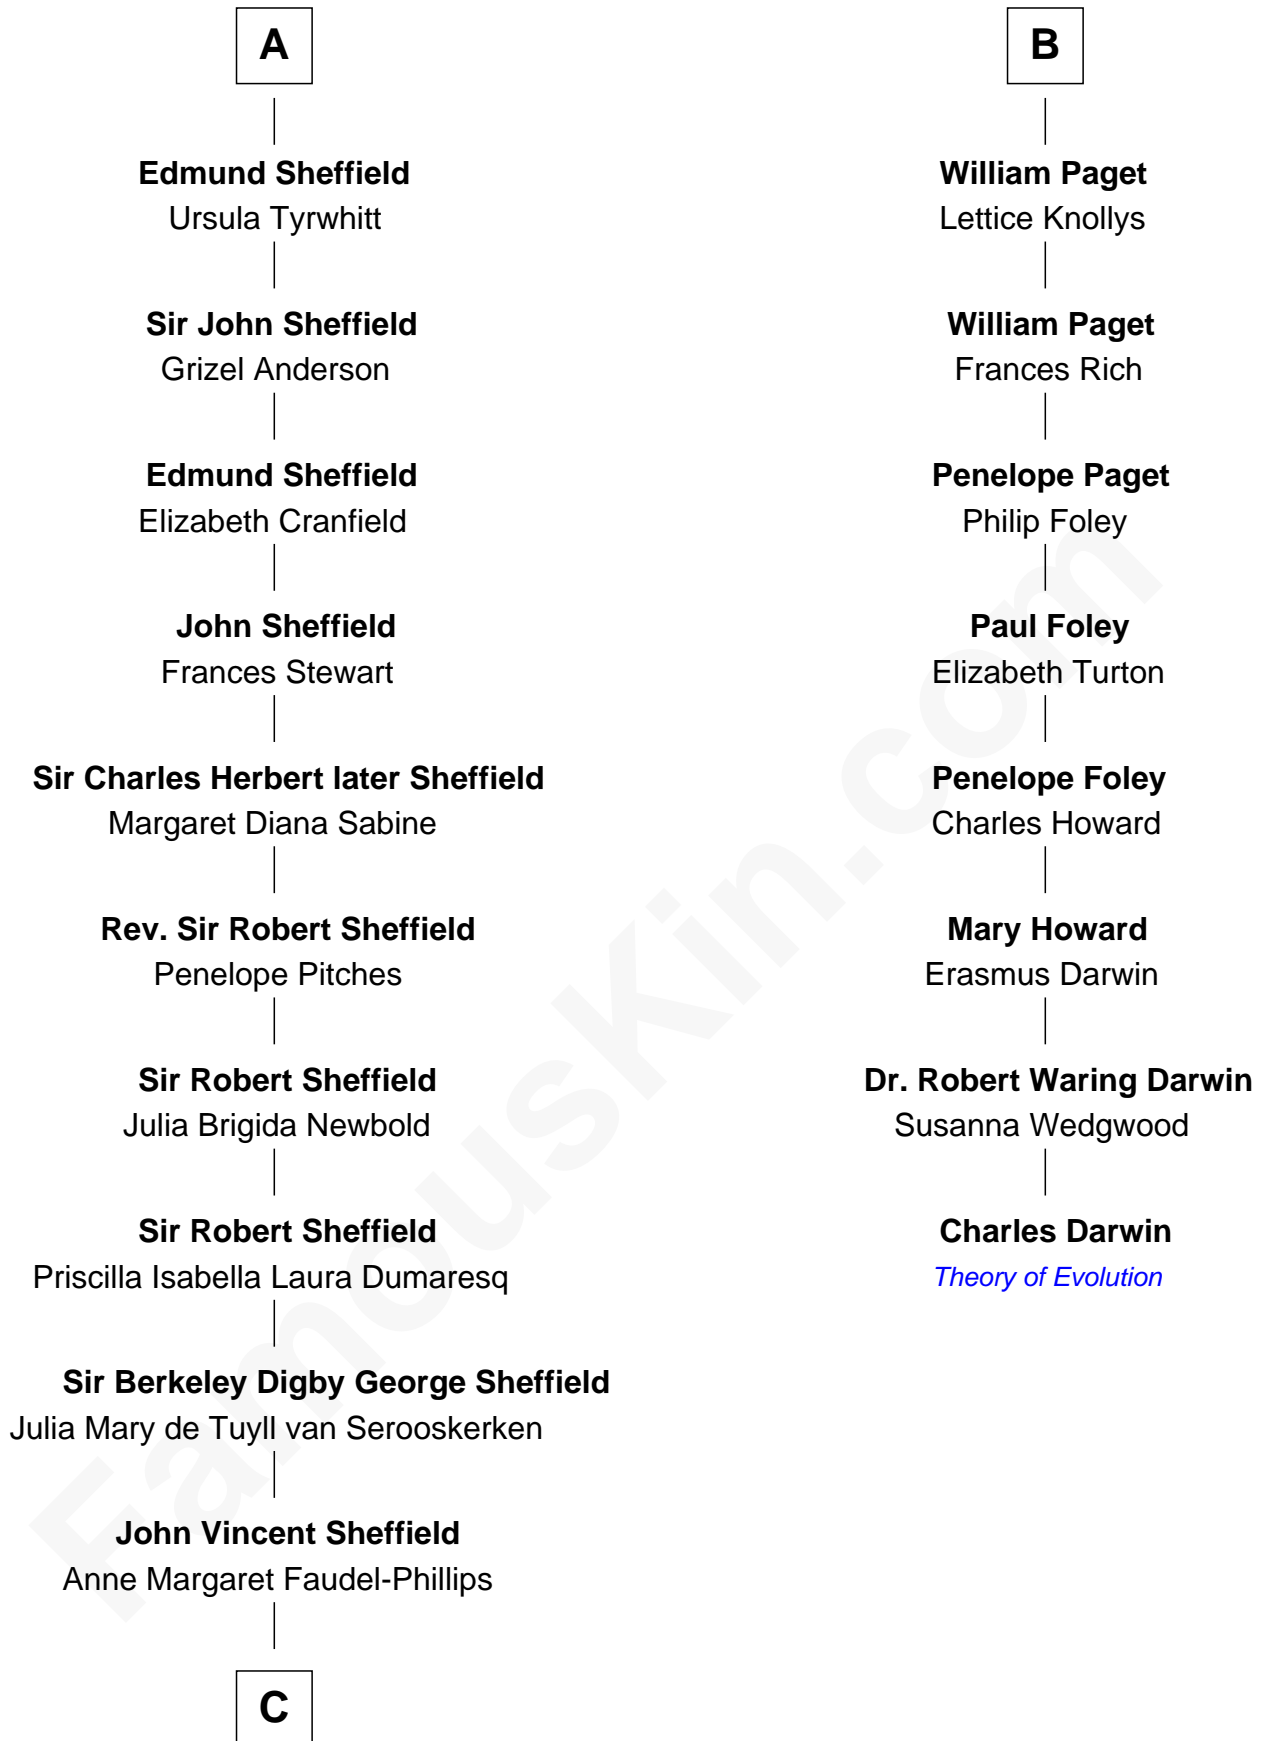 A
Edmund Sheffield
Ursula Tyrwhitt
Sir John Sheffield
Grizel Anderson
Edmund Sheffield
Elizabeth Cranfield
John Sheffield
Frances Stewart
Sir Charles Herbert later Sheffield
Margaret Diana Sabine
Rev. Sir Robert Sheffield
Penelope Pitches
Sir Robert Sheffield
Julia Brigida Newbold
Sir Robert Sheffield
Priscilla Isabella Laura Dumaresq
Sir Berkeley Digby George Sheffield
Julia Mary de Tuyll van Serooskerken
John Vincent Sheffield
Anne Margaret Faudel-Phillips
C
B
William Paget
Lettice Knollys
William Paget
Frances Rich
Penelope Paget
Philip Foley
Paul Foley
Elizabeth Turton
Penelope Foley
Charles Howard
Mary Howard
Erasmus Darwin
Dr. Robert Waring Darwin
Susanna Wedgwood
Charles Darwin
Theory of Evolution
FamousKin.com